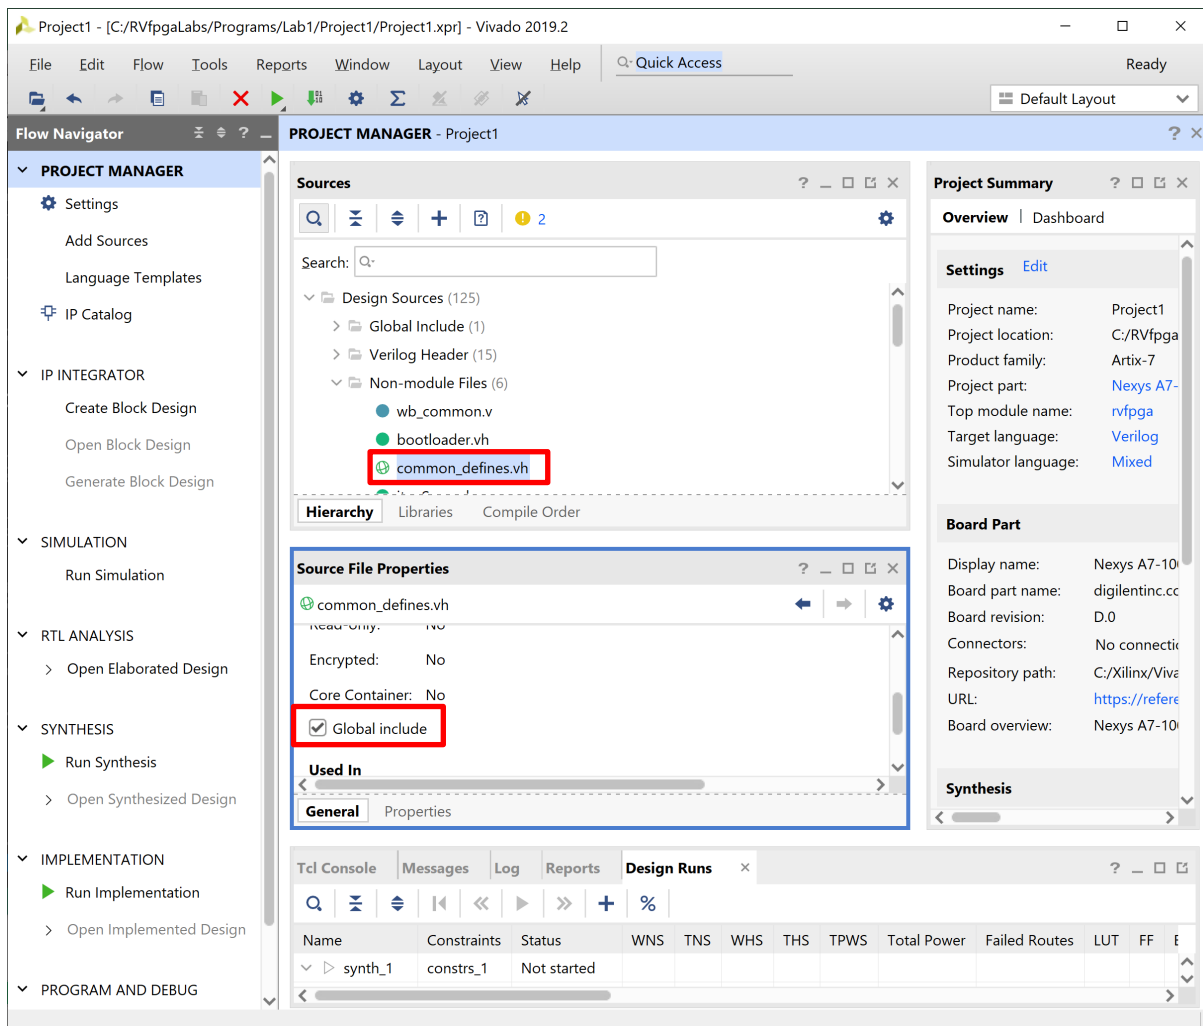 Project1 - [C:/RVfpgaLabs/Programs/Lab1/Project1/Project1.xpr] - Vivado 2019.2
File Edit Flow Tools Reports Window Layout View Help Quick Access Ready
Default Layout
Flow Navigator
PROJECT MANAGER
Settings
Add Sources
Language Templates
IP Catalog
IP INTEGRATOR
Create Block Design
Open Block Design
Generate Block Design
SIMULATION
Run Simulation
RTL ANALYSIS
Open Elaborated Design
SYNTHESIS
Run Synthesis
Open Synthesized Design
IMPLEMENTATION
Run Implementation
Open Implemented Design
PROGRAM AND DEBUG
PROJECT MANAGER - Project1
Sources
2
Search:
Design Sources (125)
Global Include (1)
Verilog Header (15)
Non-module Files (6)
wb_common.v
bootloader.vh
common_defines.vh
Hierarchy Libraries Compile Order
Source File Properties
common_defines.vh
Read-only: No
Encrypted: No
Core Container: No
Global include
Used In
General Properties
Project Summary
Overview | Dashboard
Settings Edit
Project name: Project1
Project location: C:/RVfpga
Product family: Artix-7
Project part: Nexys A7-
Top module name: rvfpga
Target language: Verilog
Simulator language: Mixed
Board Part
Display name: Nexys A7-10
Board part name: digilentinc.co
Board revision: D.0
Connectors: No connecti
Repository path: C:/Xilinx/Viva
URL: https://refere
Board overview: Nexys A7-10
Synthesis
Tcl Console Messages Log Reports Design Runs
Name Constraints Status WNS TNS WHS THS TPWS Total Power Failed Routes LUT FF
synth_1 constrs_1 Not started